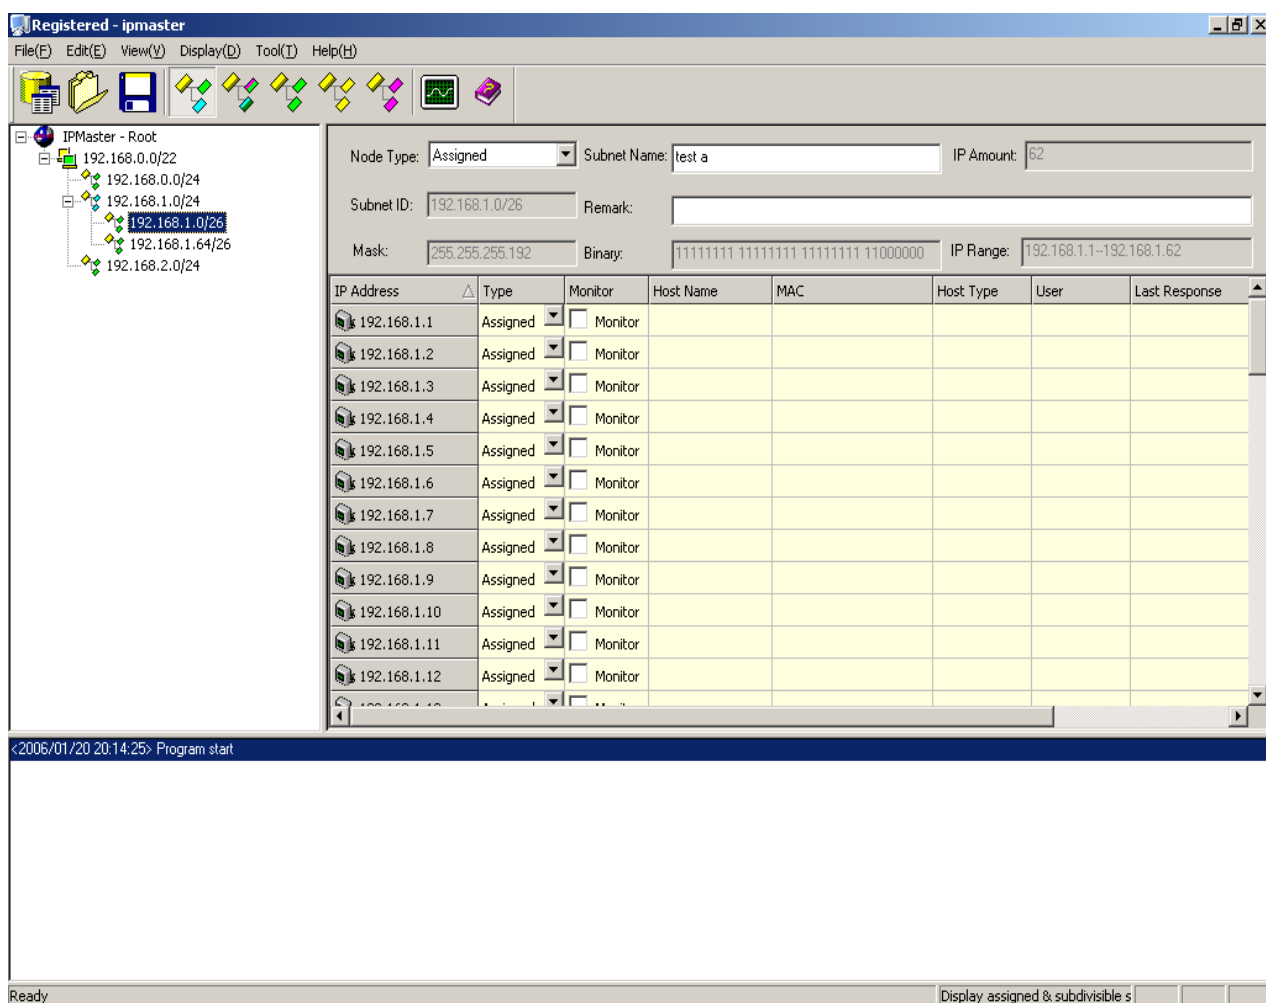 Registered - ipmaster
File(F) Edit(E) View(V) Display(D) Tool(T) Help(H)
IPMaster - Root
192.168.0.0/22
192.168.0.0/24
192.168.1.0/24
192.168.1.0/26
192.168.1.64/26
192.168.2.0/24
Node Type: Assigned Subnet Name: test a IP Amount: 62
Subnet ID: 192.168.1.0/26 Remark:
Mask: 255.255.255.192 Binary: 11111111 11111111 11111111 11000000 IP Range: 192.168.1.1--192.168.1.62
IP Address Type Monitor Host Name MAC Host Type User Last Response
192.168.1.1 Assigned Monitor
192.168.1.2 Assigned Monitor
192.168.1.3 Assigned Monitor
192.168.1.4 Assigned Monitor
192.168.1.5 Assigned Monitor
192.168.1.6 Assigned Monitor
192.168.1.7 Assigned Monitor
192.168.1.8 Assigned Monitor
192.168.1.9 Assigned Monitor
192.168.1.10 Assigned Monitor
192.168.1.11 Assigned Monitor
192.168.1.12 Assigned Monitor
<2006/01/20 20:14:25> Program start
Ready Display assigned & subdivisible s